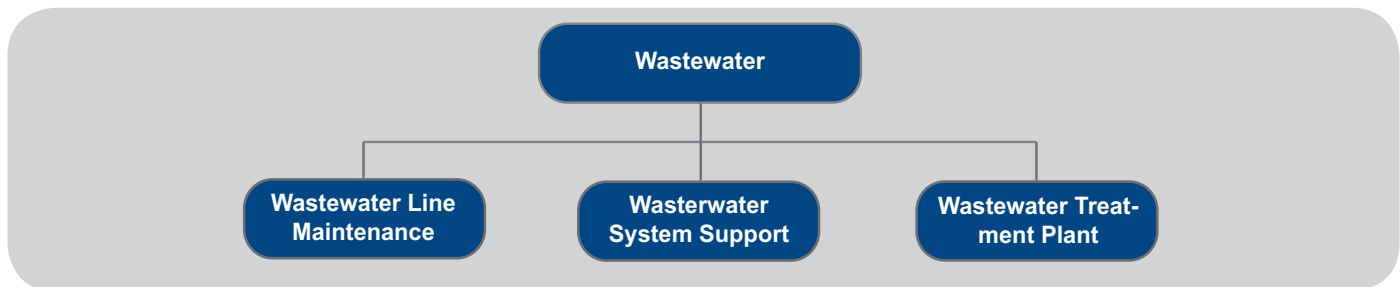 Wastewater
Wastewater Line
Maintenance
Wasterwater
System Support
Wastewater Treat-
ment Plant